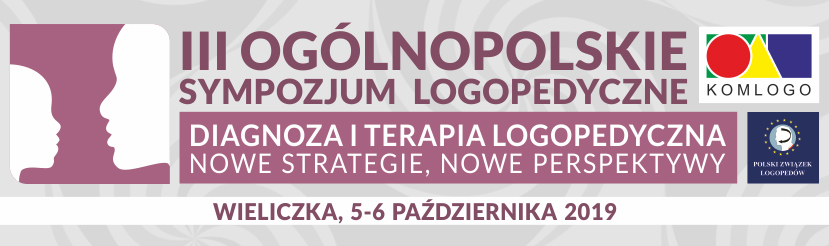 III OGÓLNOPOLSKIE
SYMPOZJUM LOGOPEDYCZNE
KOMLOGO
DIAGNOZA I TERAPIA LOGOPEDYCZNA
NOWE STRATEGIE, NOWE PERSPEKTYWY
POLSKI ZWIĄZEK
LOGOPEDÓW
WIELICZKA, 5-6 PAŹDZIERNIKA 2019